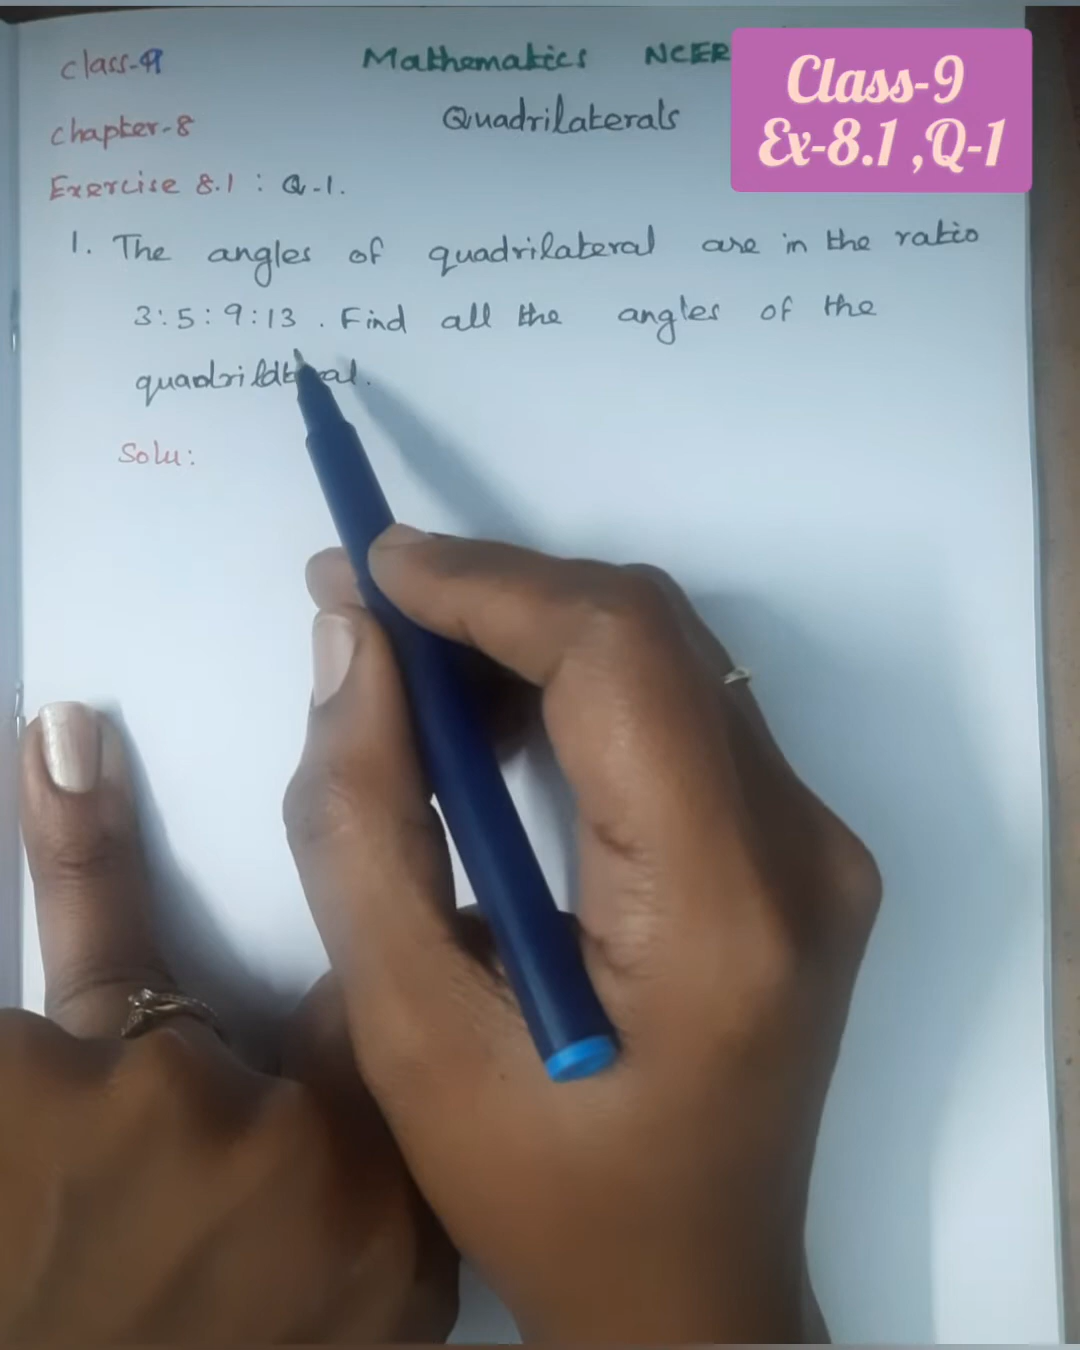 class-9
Mathematics NCER
Class-9
Ex-8.1 ,Q-1
chapter-8
Quadrilaterals
Exercise 8.1 : Q-1.
1. The angles of quadrilateral are in the ratio
3:5:9:13 . Find all the angles of the
quadrilateral.
Solu: